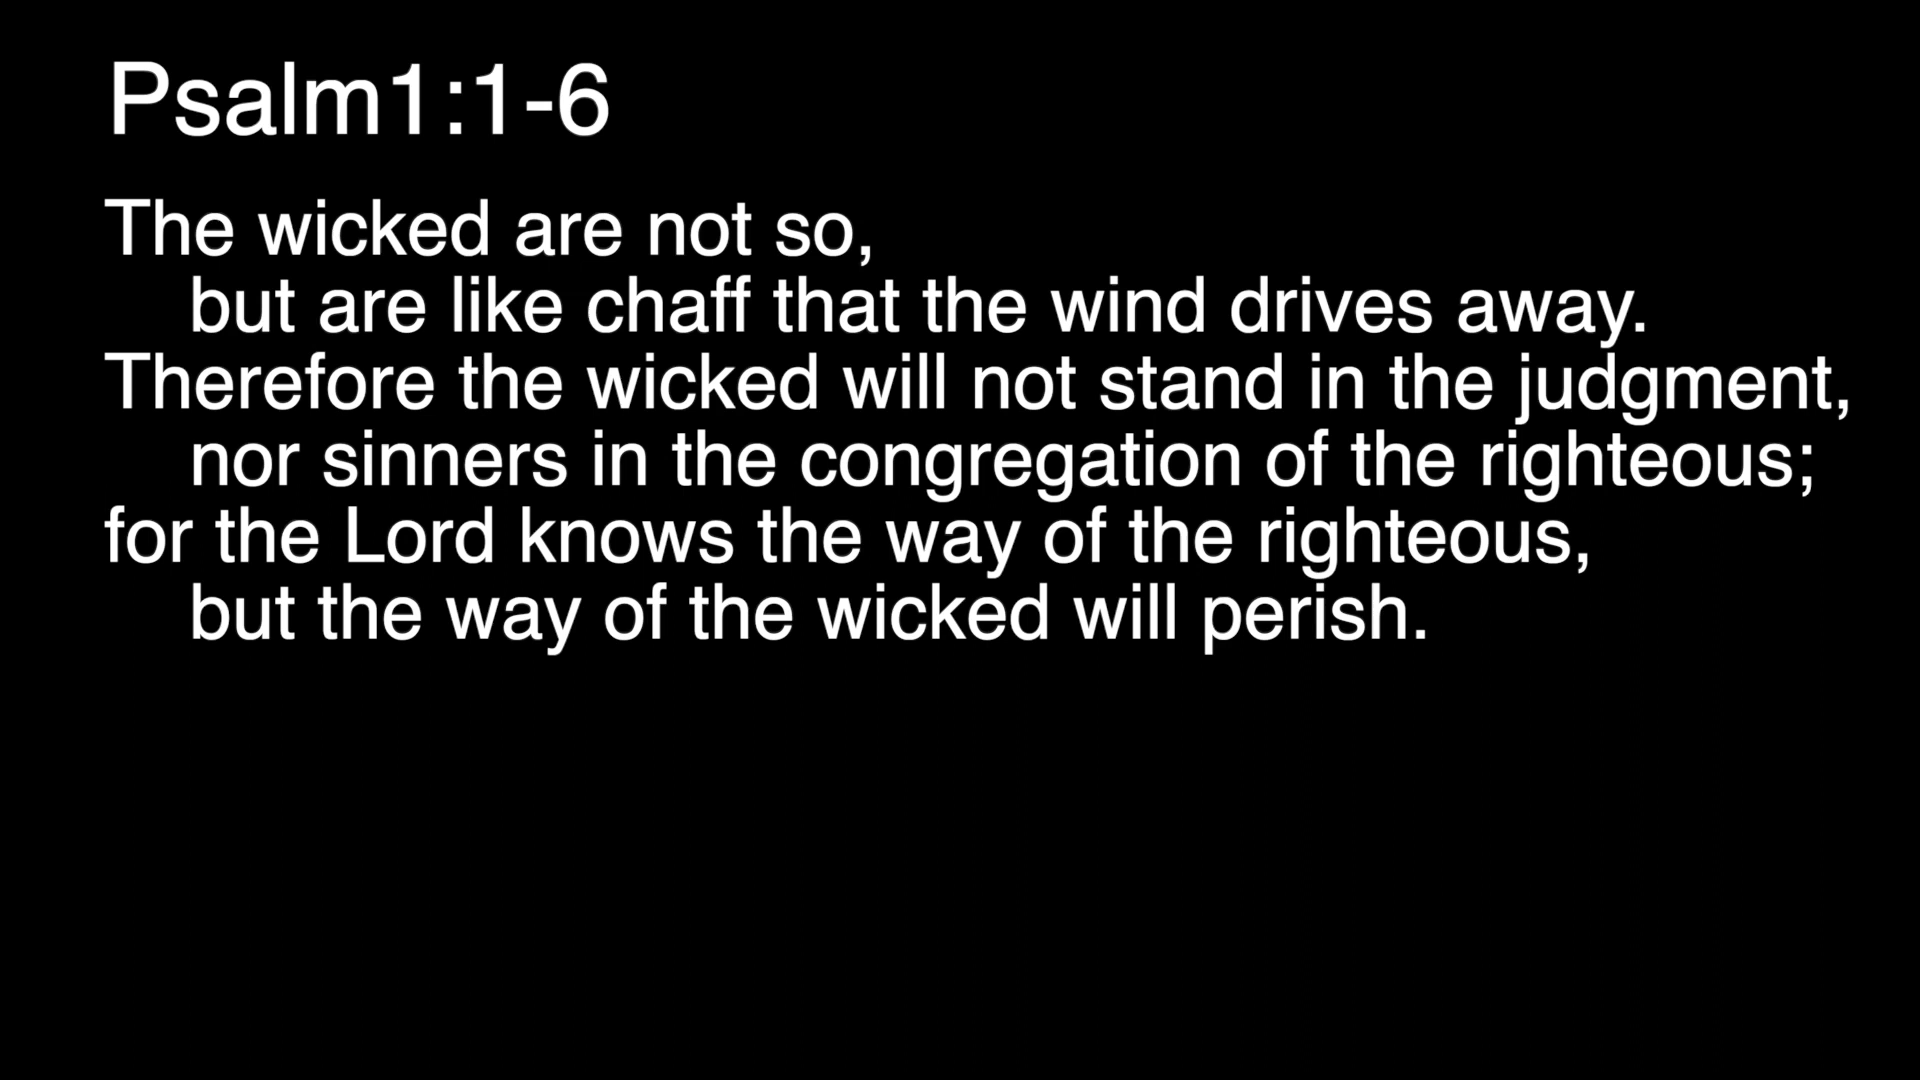 Psalm1:1-6
The wicked are not so,
but are like chaff that the wind drives away.
Therefore the wicked will not stand in the judgment,
nor sinners in the congregation of the righteous;
for the Lord knows the way of the righteous,
but the way of the wicked will perish.